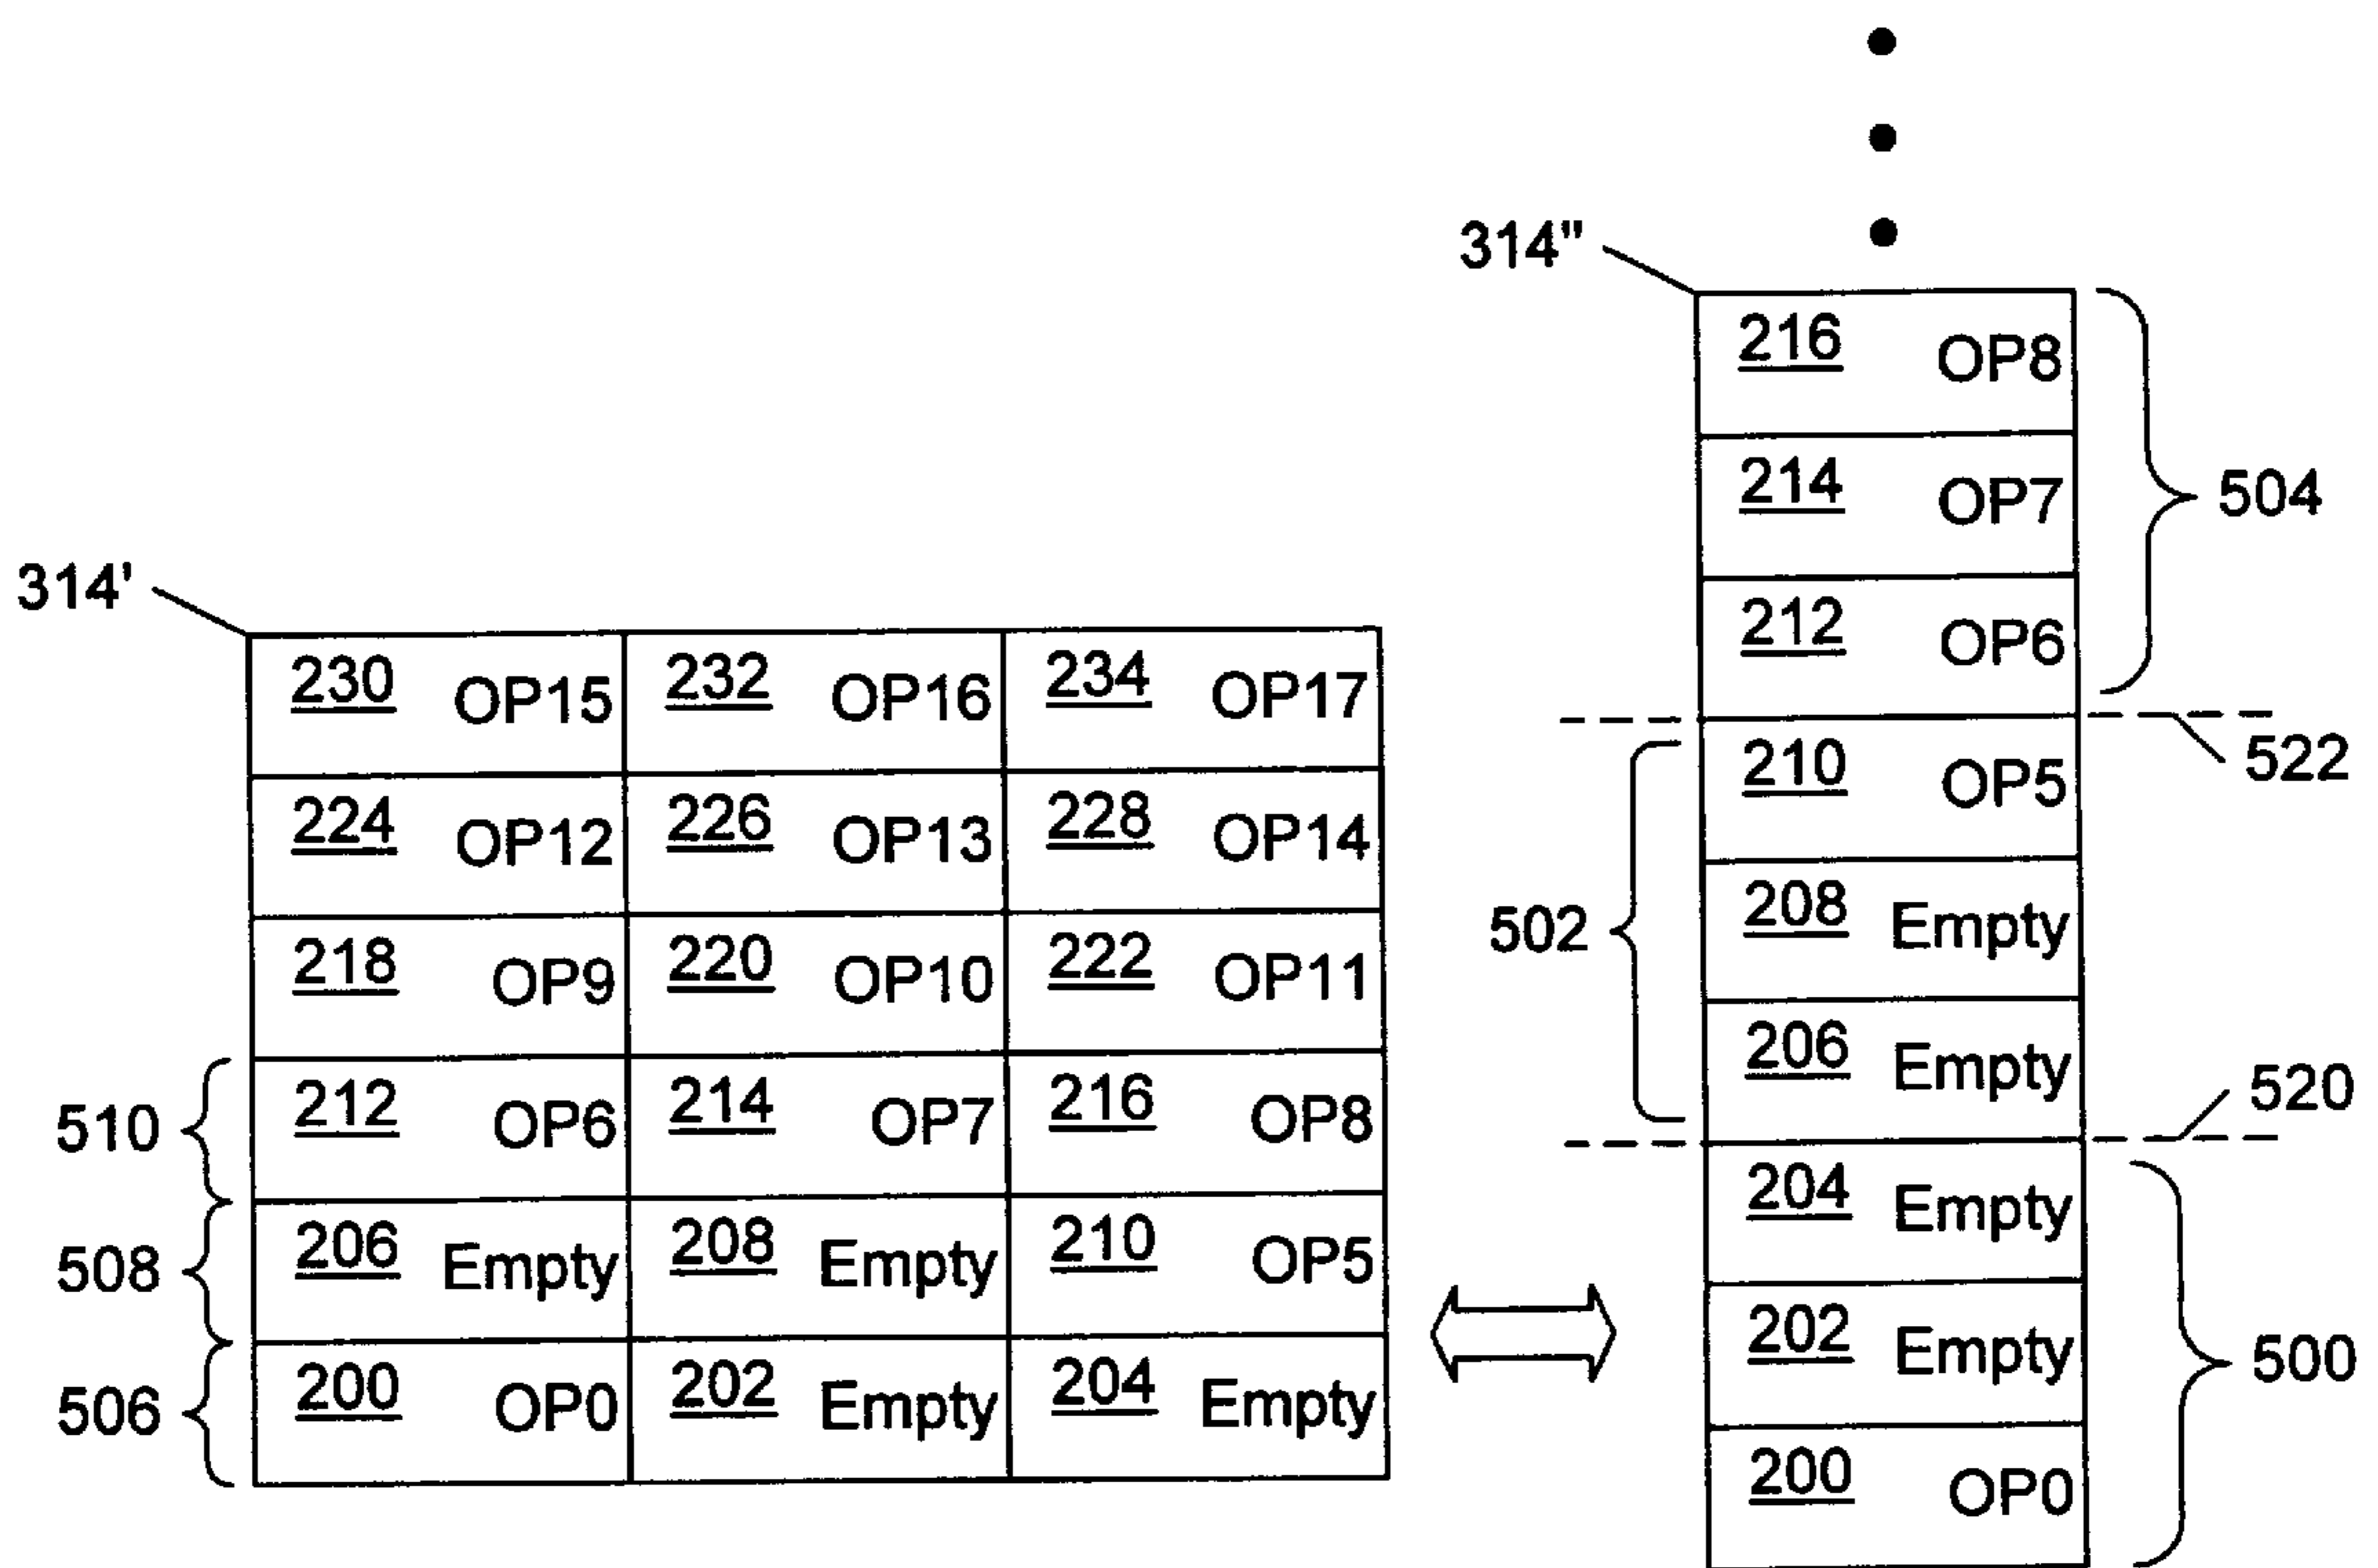 314'
230 OP15 232 OP16 234 OP17
224 OP12 226 OP13 228 OP14
218 OP9 220 OP10 222 OP11
510 212 OP6 214 OP7 216 OP8
508 206 Empty 208 Empty 210 OP5
506 200 OP0 202 Empty 204 Empty
314"
216 OP8
214 OP7
504
212 OP6
522
210 OP5
502
208 Empty
206 Empty
520
204 Empty
202 Empty
500
200 OP0